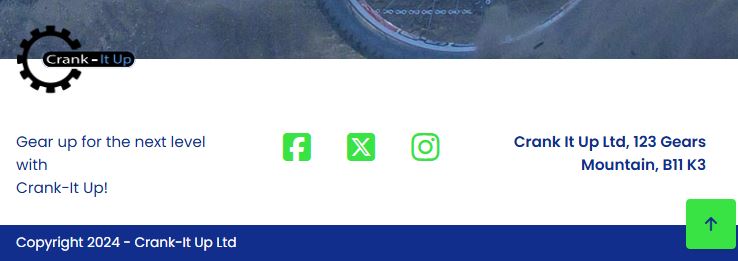 Crank-It Up
Gear up for the next level
with
Crank-It Up!
Crank It Up Ltd, 123 Gears
Mountain, B11 K3
Copyright 2024 - Crank-It Up Ltd